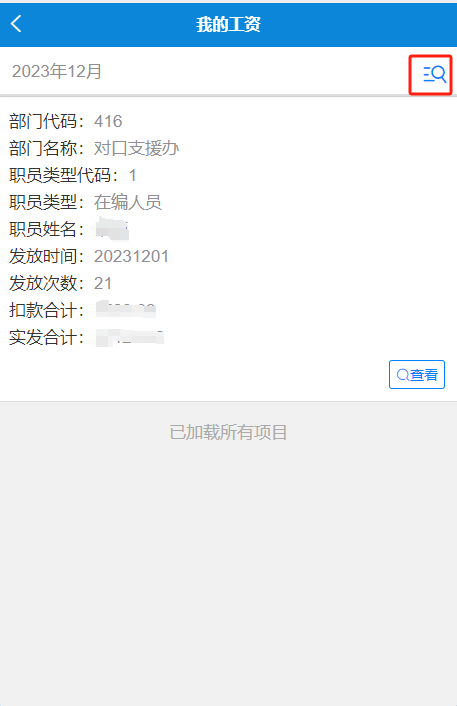 我的工资
2023年12月
部门代码：416
部门名称：对口支援办
职员类型代码：1
职员类型：在编人员
职员姓名：
发放时间：20231201
发放次数：21
扣款合计：
实发合计：
查看
已加载所有项目